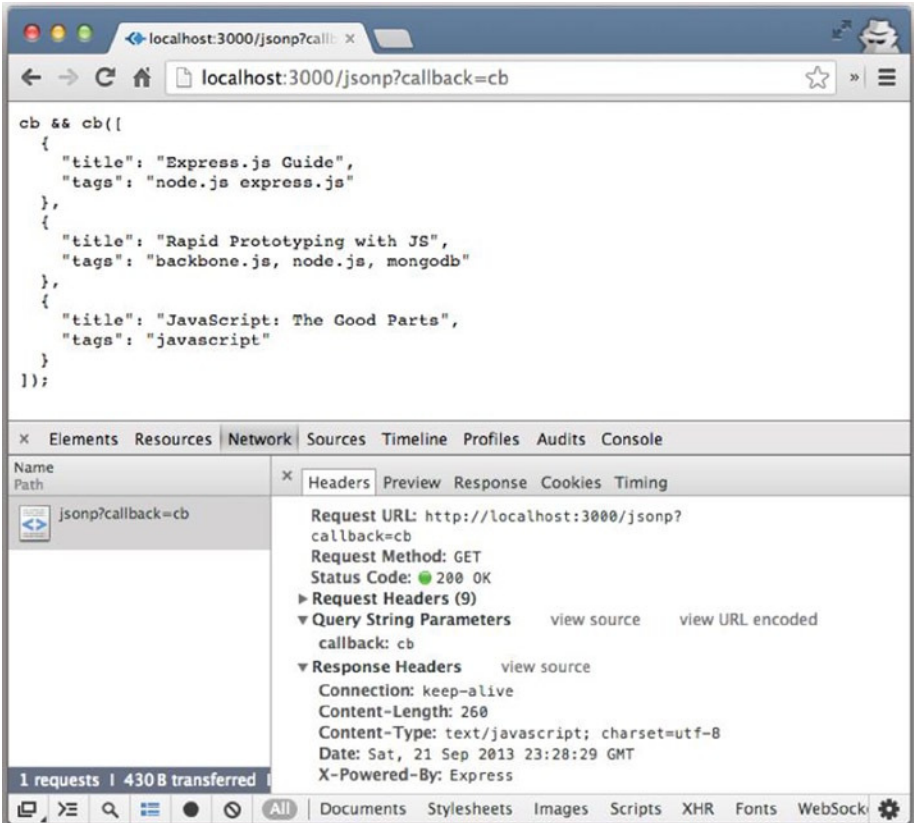 localhost:3000/jsonp?callb
localhost:3000/jsonp?callback=cb
cb && cb([
  {
    "title": "Express.js Guide",
    "tags": "node.js express.js"
  },
  {
    "title": "Rapid Prototyping with JS",
    "tags": "backbone.js, node.js, mongodb"
  },
  {
    "title": "JavaScript: The Good Parts",
    "tags": "javascript"
  }
]);
× Elements Resources Network Sources Timeline Profiles Audits Console
Name
Path
× Headers Preview Response Cookies Timing
jsonp?callback=cb
Request URL: http://localhost:3000/jsonp?
callback=cb
Request Method: GET
Status Code: 200 OK
Request Headers (9)
Query String Parameters view source view URL encoded
callback: cb
Response Headers view source
Connection: keep-alive
Content-Length: 260
Content-Type: text/javascript; charset=utf-8
Date: Sat, 21 Sep 2013 23:28:29 GMT
X-Powered-By: Express
1 requests | 430 B transferred |
All Documents Stylesheets Images Scripts XHR Fonts WebSock